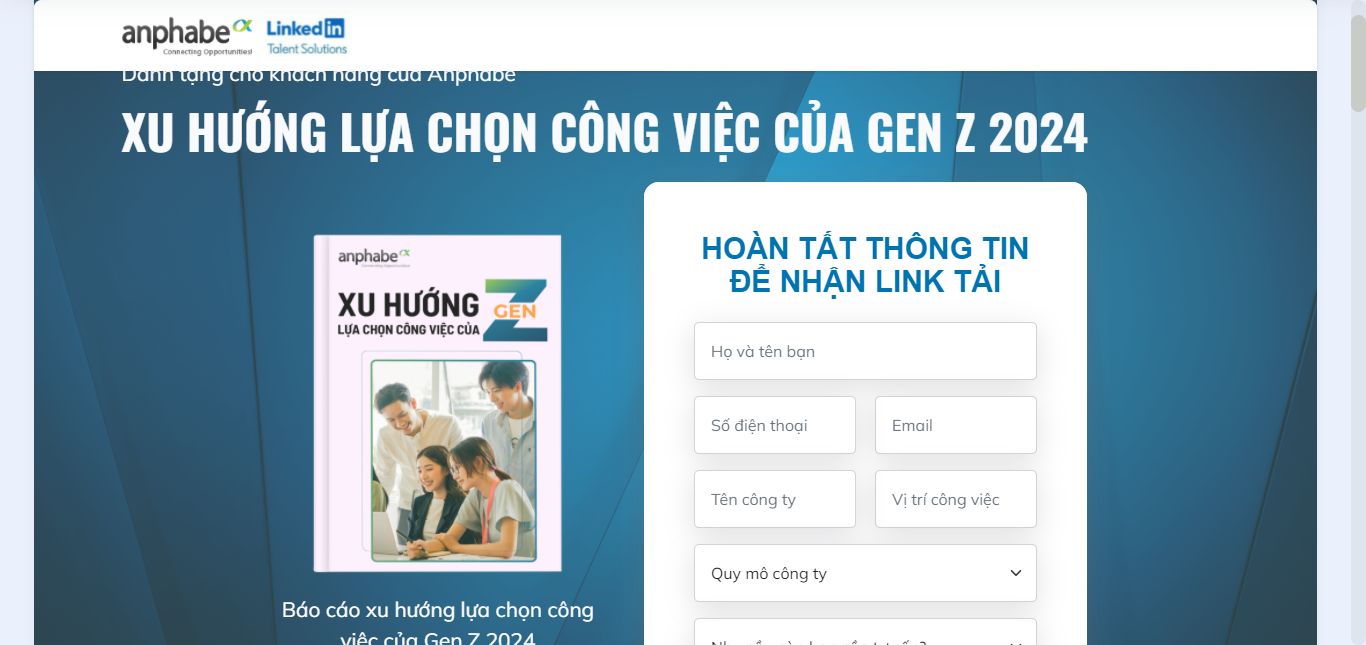 anphabe
Connecting Opportunities!
Linked in
Talent Solutions
Dành tặng cho khách hàng của Anphabe
XU HƯỚNG LỰA CHỌN CÔNG VIỆC CỦA GEN Z 2024
anphabe
XU HƯỚNG
LỰA CHỌN CÔNG VIỆC CỦA
GEN Z
Báo cáo xu hướng lựa chọn công
việc của Gen Z 2024
HOÀN TẤT THÔNG TIN
ĐỂ NHẬN LINK TẢI
Họ và tên bạn
Số điện thoại
Email
Tên công ty
Vị trí công việc
Quy mô công ty